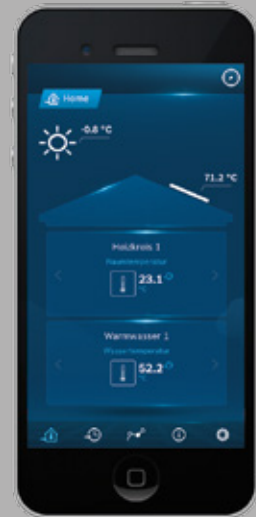 Home
-0.8 °C
71.2 °C
Heizkreis 1
Raumtemperatur
23.1 °C
Warmwasser 1
Wassertemperatur
52.2 °C